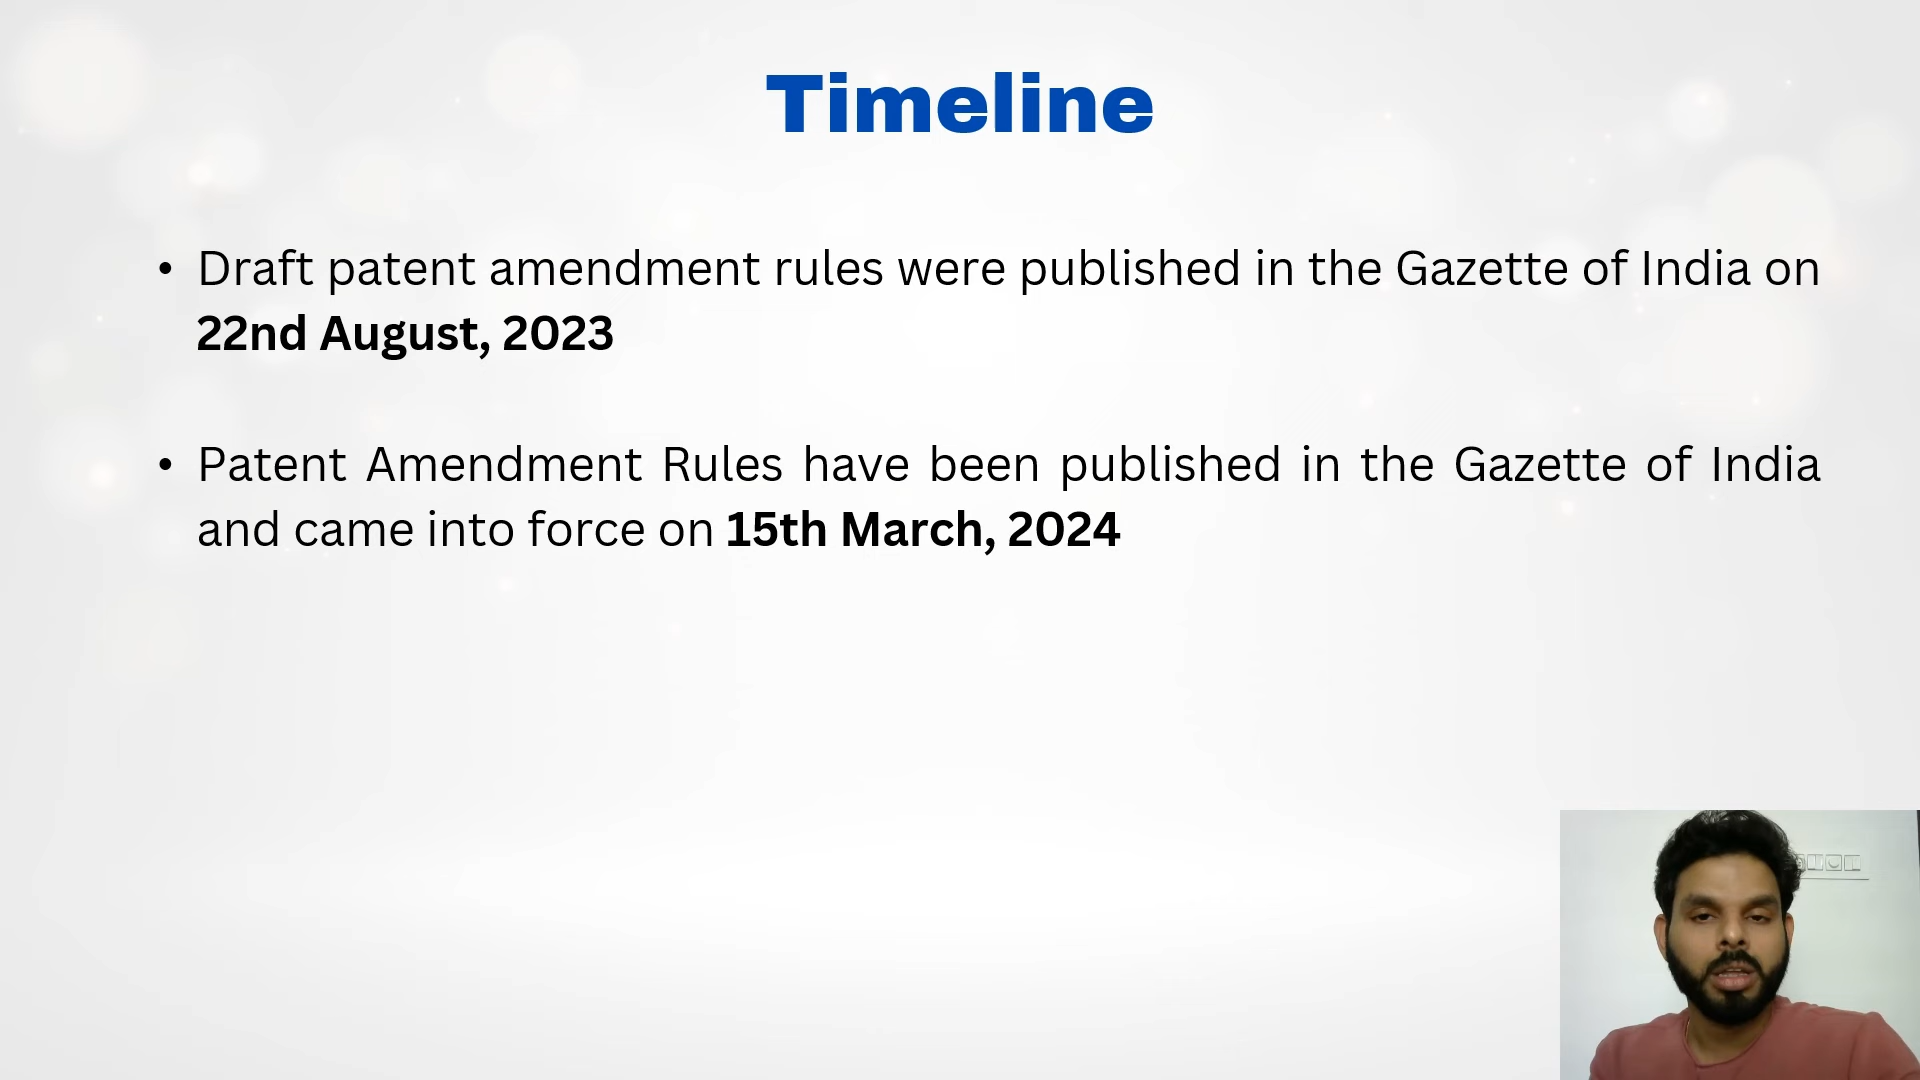 Timeline
• Draft patent amendment rules were published in the Gazette of India on
22nd August, 2023
• Patent Amendment Rules have been published in the Gazette of India
and came into force on 15th March, 2024